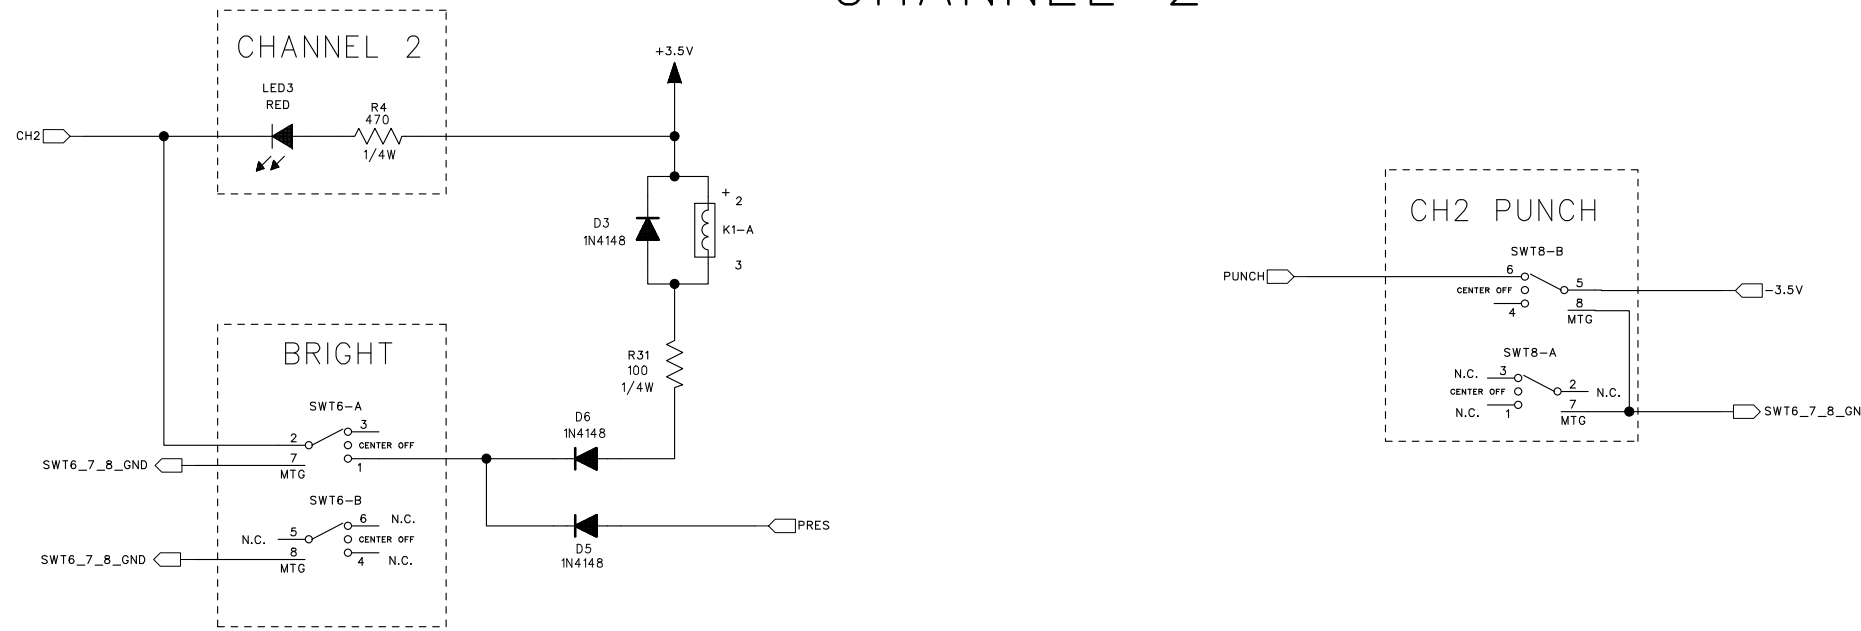 CHANNEL 2
CHANNEL 2
LED3
RED
R4
470
1/4W
CH2
+3.5V
+
2
D3
1N4148
K1-A
3
R31
100
1/4W
BRIGHT
SWT6-A
3
2
CENTER OFF
7
1
MTG
SWT6_7_8_GND
SWT6-B
6
N.C.
5
N.C.
CENTER OFF
8
4
N.C.
MTG
SWT6_7_8_GND
D6
1N4148
D5
1N4148
PRES
CH2 PUNCH
SWT8-B
PUNCH
6
5
CENTER OFF
-3.5V
8
4
MTG
SWT8-A
N.C.
3
2
CENTER OFF
N.C.
N.C.
1
7
MTG
SWT6_7_8_GN